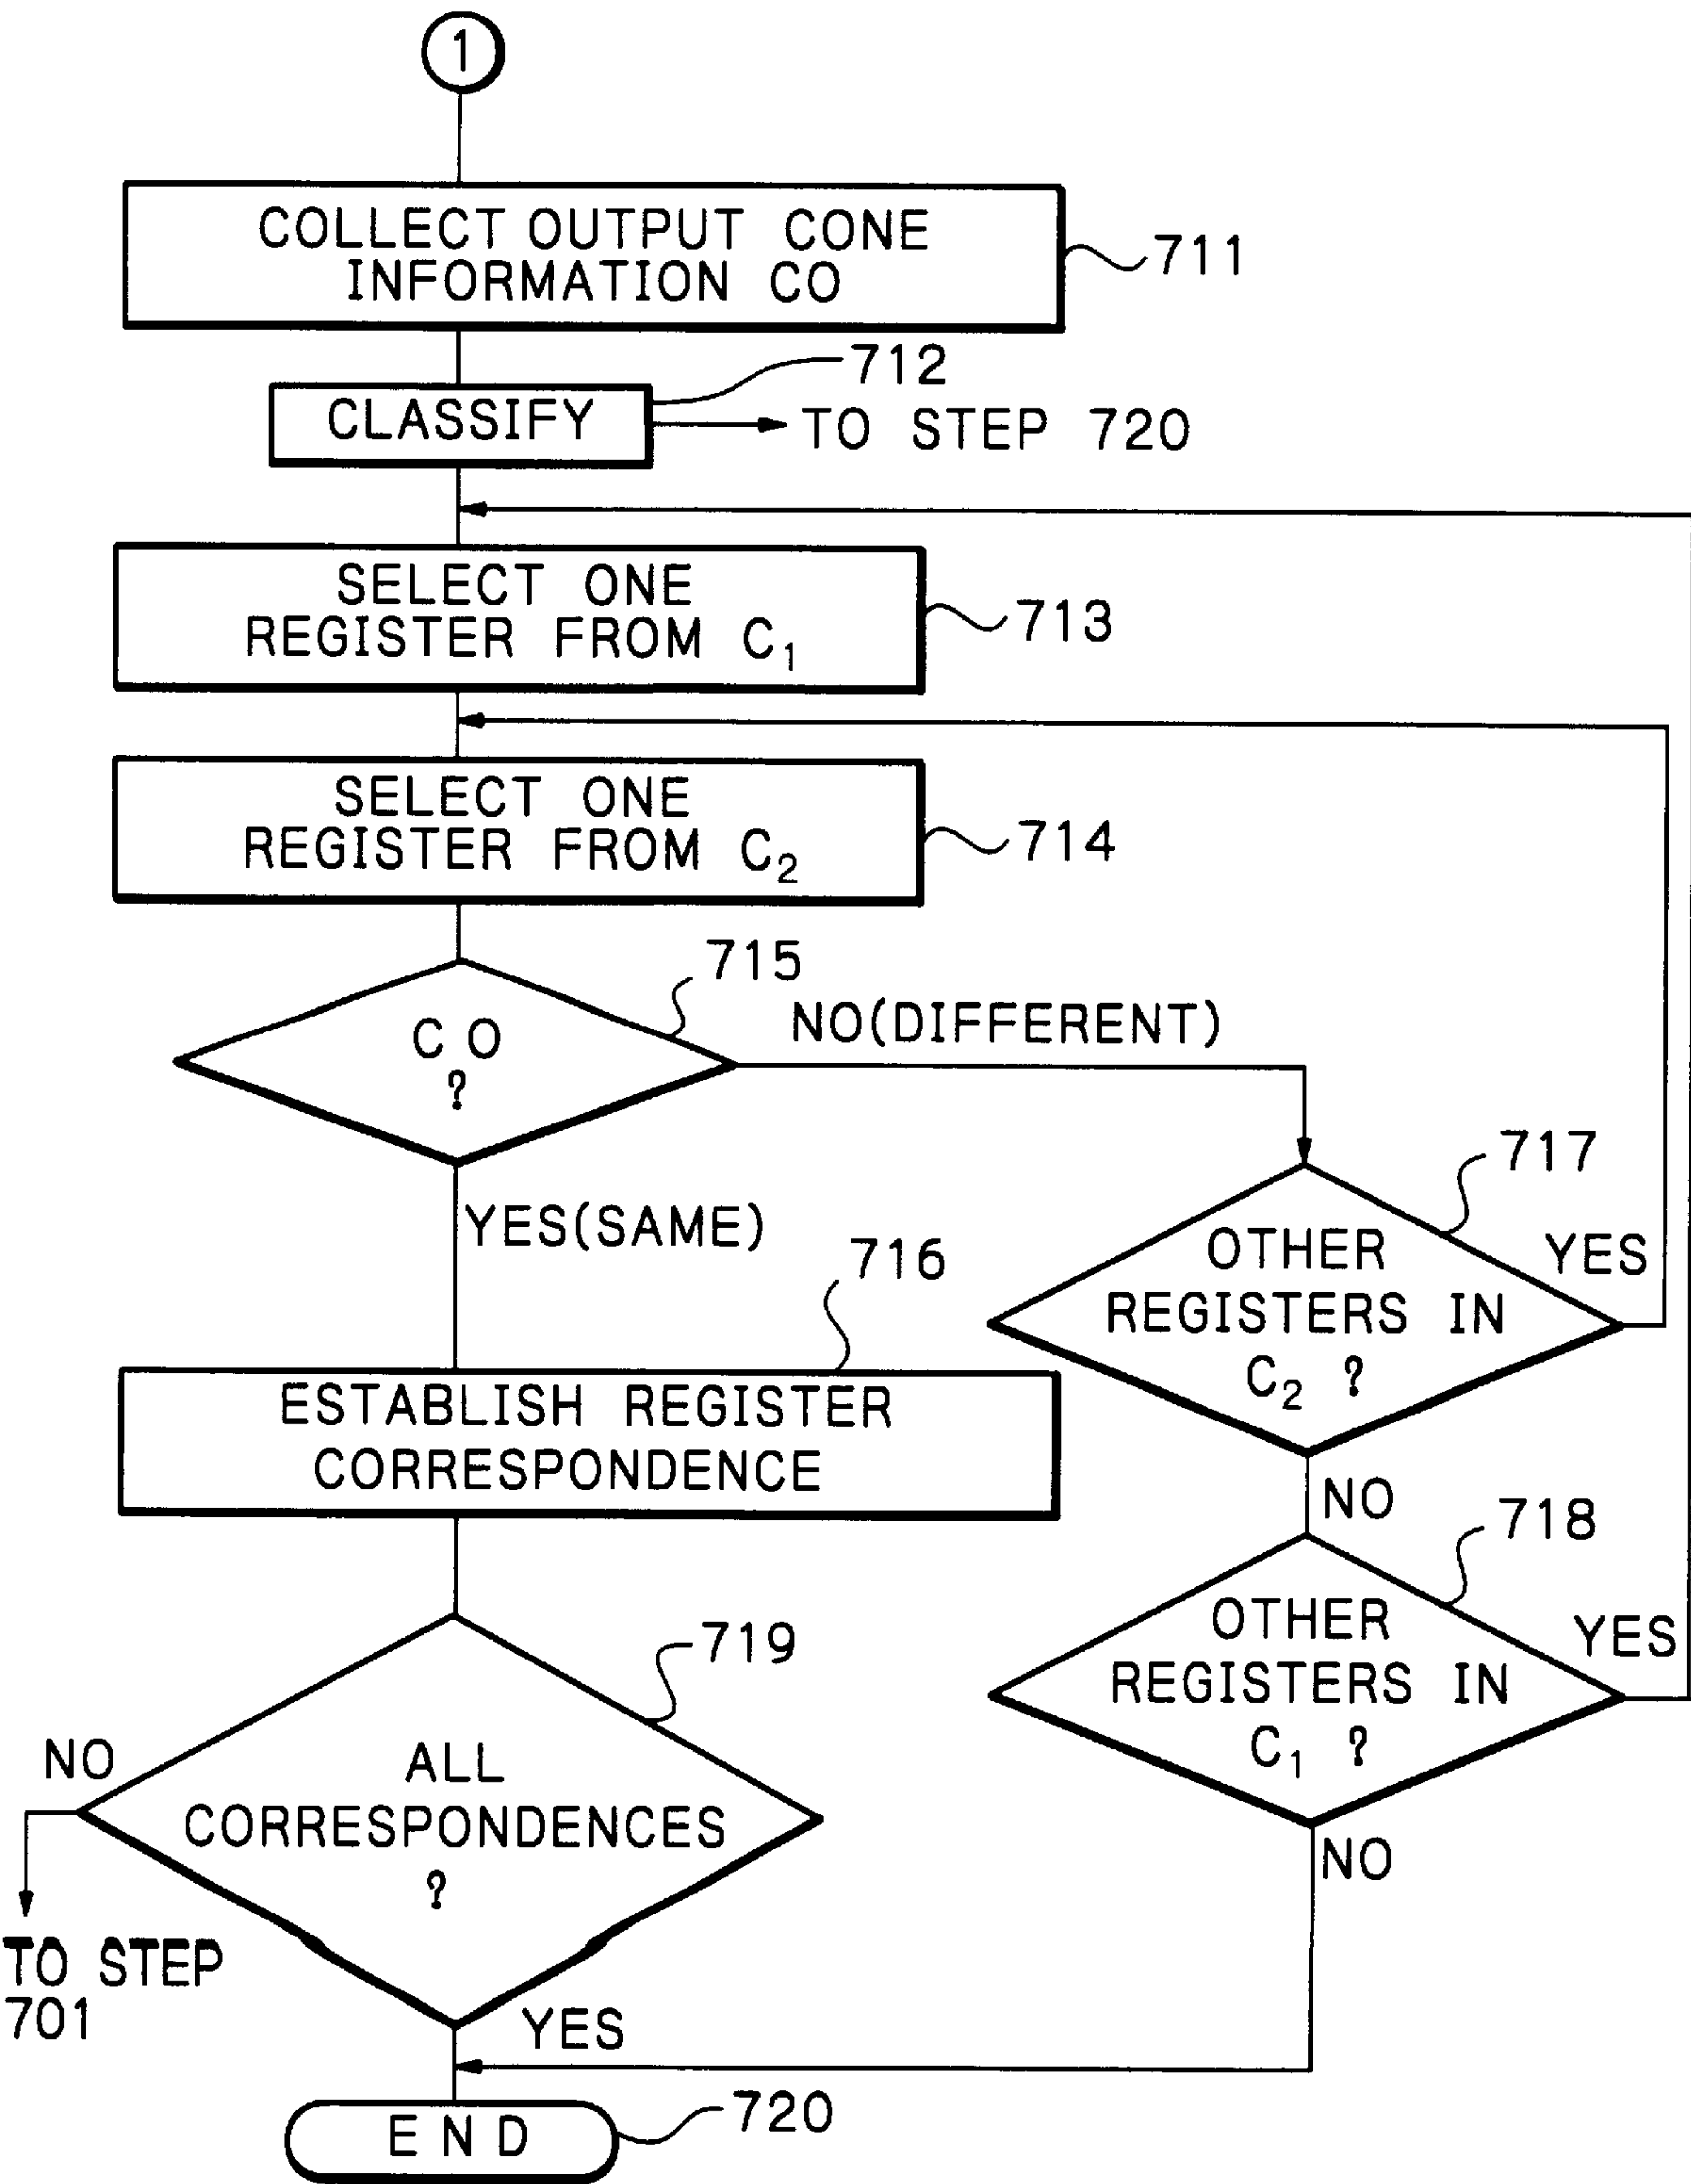 1
COLLECT OUTPUT CONE
INFORMATION CO
711
712
CLASSIFY
TO STEP 720
SELECT ONE
REGISTER FROM C₁
713
SELECT ONE
REGISTER FROM C₂
714
715
C O
?
NO(DIFFERENT)
YES(SAME)
717
OTHER
REGISTERS IN
C₂ ?
YES
716
ESTABLISH REGISTER
CORRESPONDENCE
NO
718
OTHER
REGISTERS IN
C₁ ?
YES
719
NO
ALL
CORRESPONDENCES
?
NO
TO STEP
701
YES
720
END